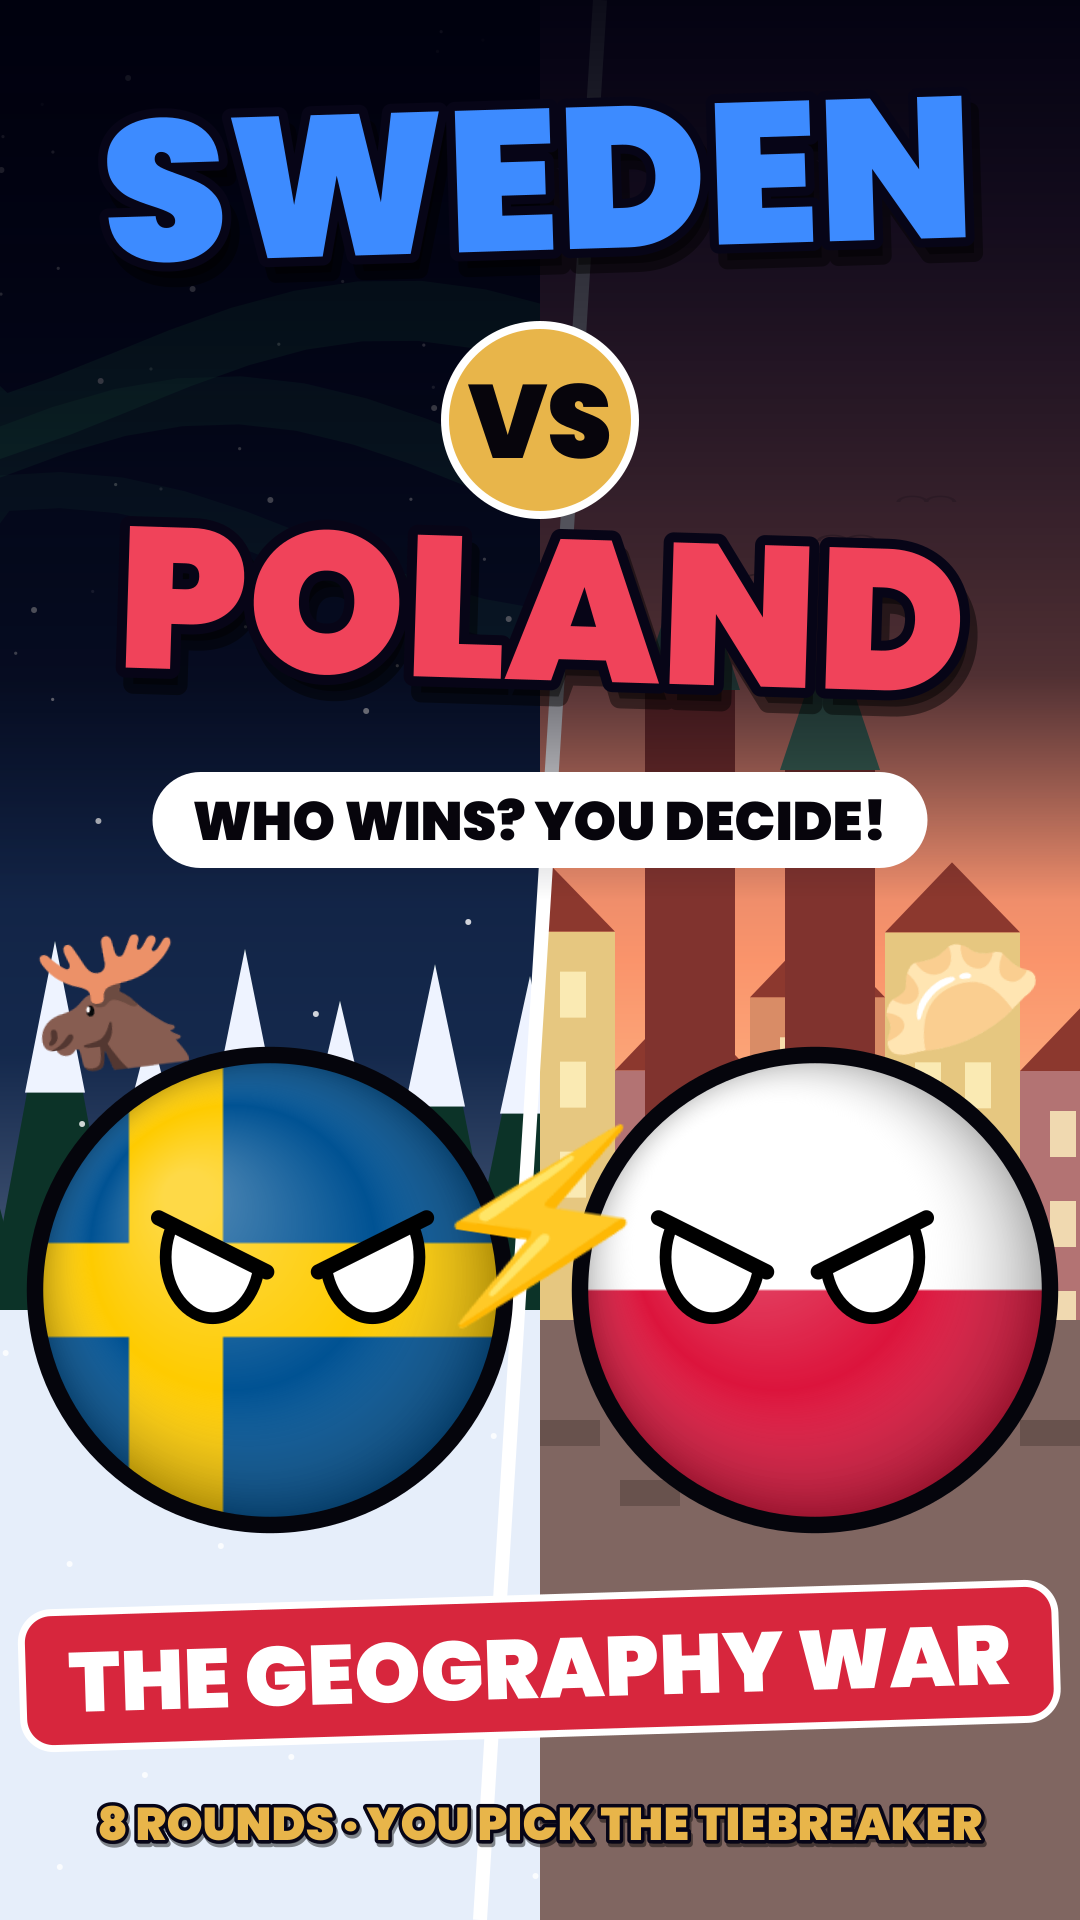 SWEDEN
VS
POLAND
WHO WINS? YOU DECIDE!
THE GEOGRAPHY WAR
8 ROUNDS • YOU PICK THE TIEBREAKER